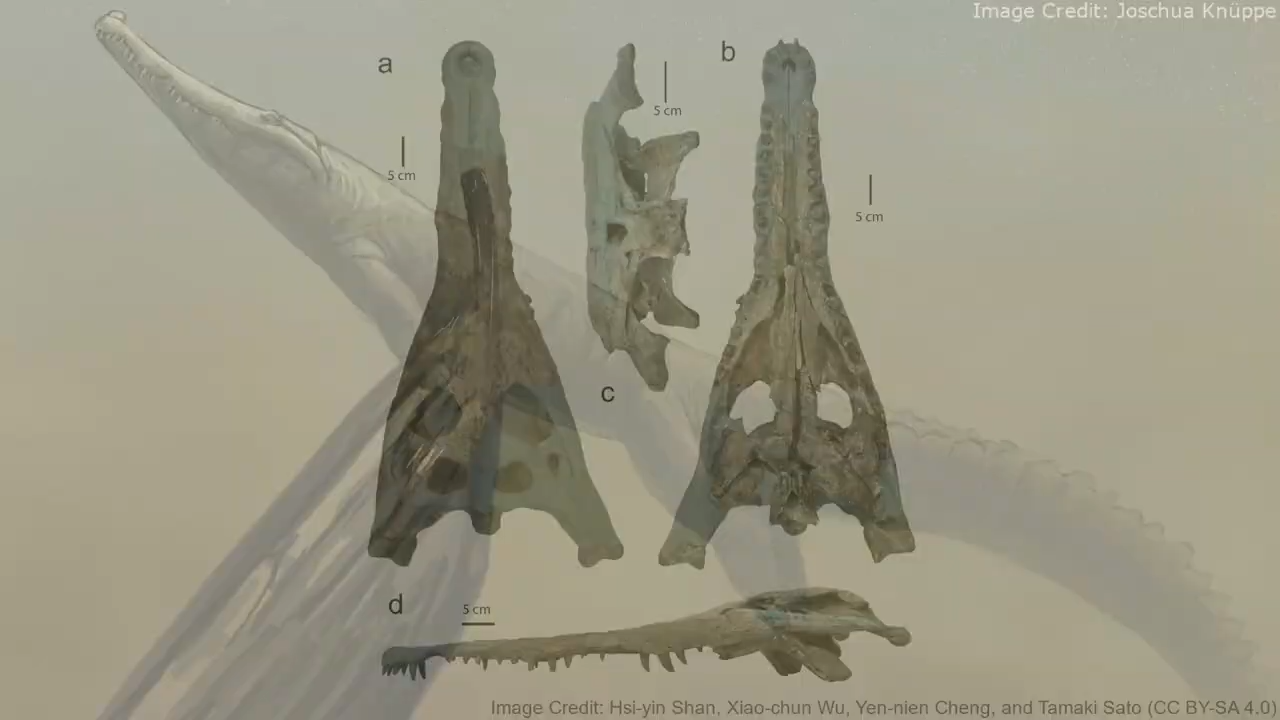 Image Credit: Joschua Knüppe
a
b
5 cm
5 cm
5 cm
c
d
5 cm
Image Credit: Hsi-yin Shan, Xiao-chun Wu, Yen-nien Cheng, and Tamaki Sato (CC BY-SA 4.0)